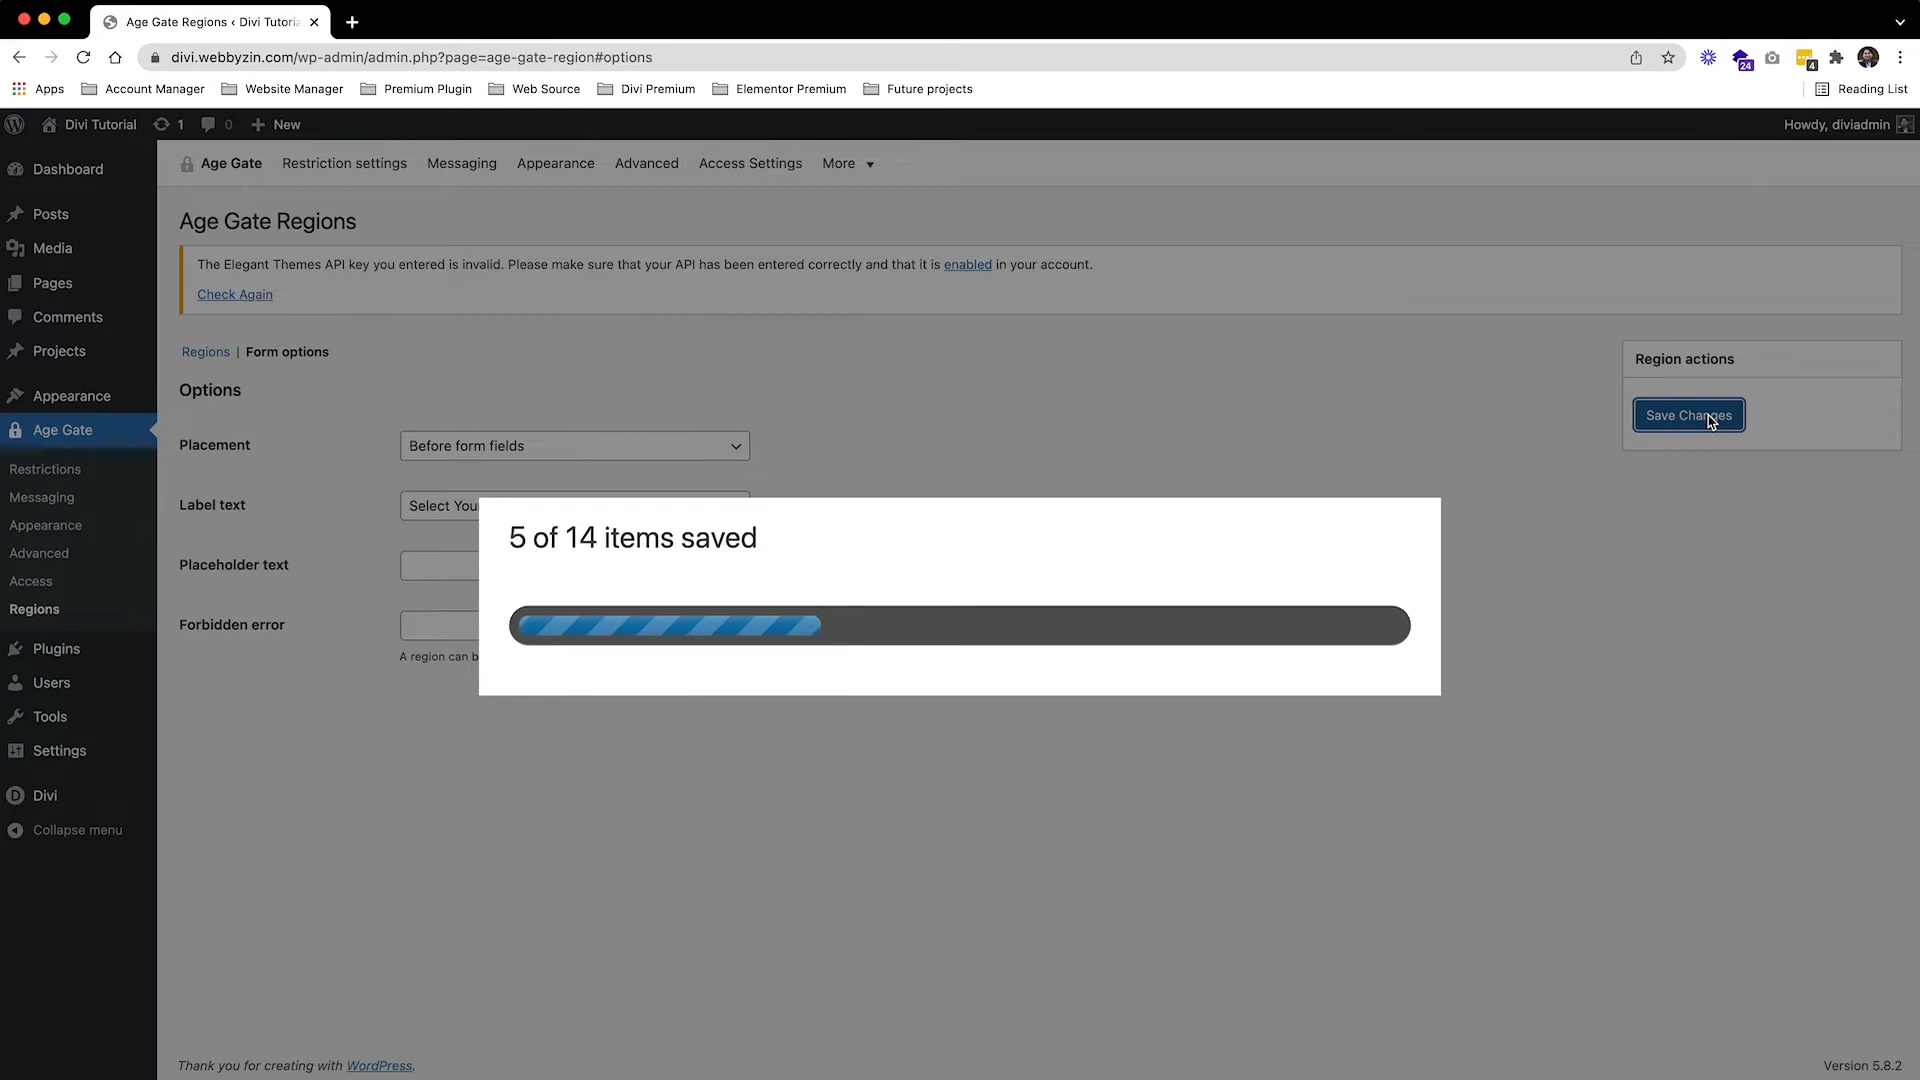 Age Gate Regions ‹ Divi Tutoria
divi.webbyzin.com/wp-admin/admin.php?page=age-gate-region#options
24
4
Apps Account Manager Website Manager Premium Plugin Web Source Divi Premium Elementor Premium Future projects Reading List
Divi Tutorial 1 0 New Howdy, diviadmin
Dashboard
Posts
Media
Pages
Comments
Projects
Appearance
Age Gate
Restrictions
Messaging
Appearance
Advanced
Access
Regions
Plugins
Users
Tools
Settings
Divi
Collapse menu
Age Gate Restriction settings Messaging Appearance Advanced Access Settings More
Age Gate Regions
The Elegant Themes API key you entered is invalid. Please make sure that your API has been entered correctly and that it is enabled in your account.
Check Again
Regions | Form options
Options
Placement Before form fields
Label text Select You
Placeholder text
Forbidden error
A region can b
Region actions
Save Changes
5 of 14 items saved
Thank you for creating with WordPress.
Version 5.8.2